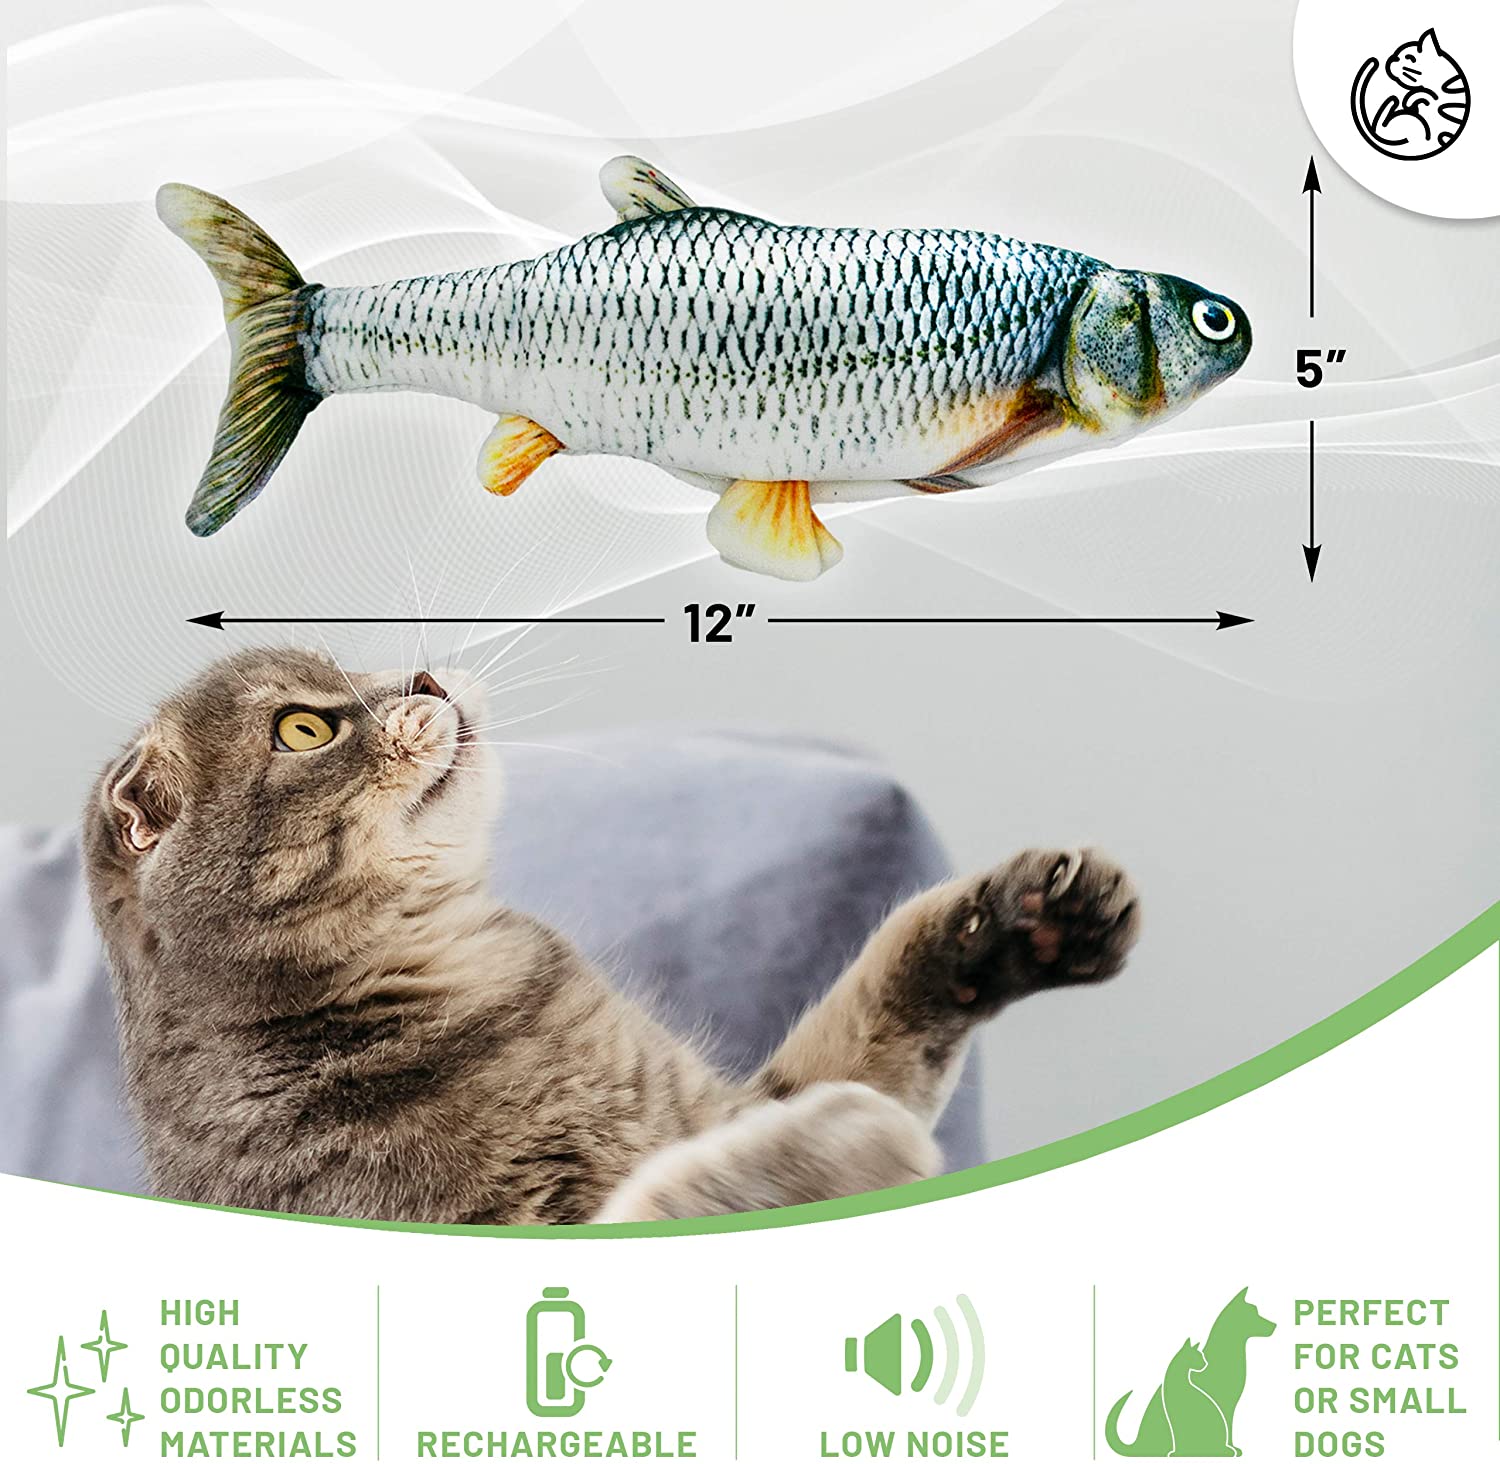 5″
12″
HIGH
QUALITY
ODORLESS
MATERIALS
RECHARGEABLE
LOW NOISE
PERFECT
FOR CATS
OR SMALL
DOGS